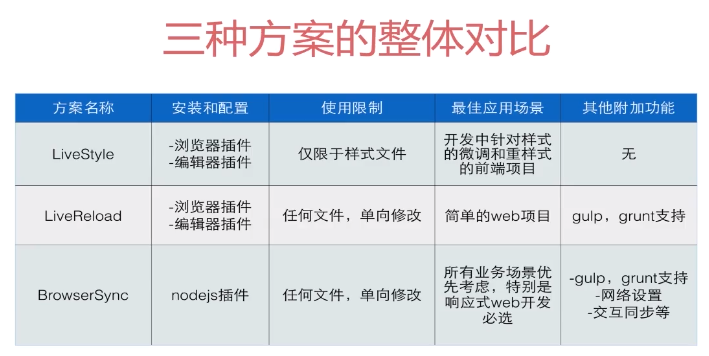 三种方案的整体对比
方案名称 安装和配置 使用限制 最佳应用场景 其他附加功能
LiveStyle
-浏览器插件
-编辑器插件
仅限于样式文件
开发中针对样式
的微调和重样式
的前端项目
无
LiveReload
-浏览器插件
-编辑器插件
任何文件，单向修改
简单的web项目
gulp，grunt支持
BrowserSync
nodejs插件
任何文件，单向修改
所有业务场景优
先考虑，特别是
响应式web开发
必选
-gulp，grunt支持
-网络设置
-交互同步等